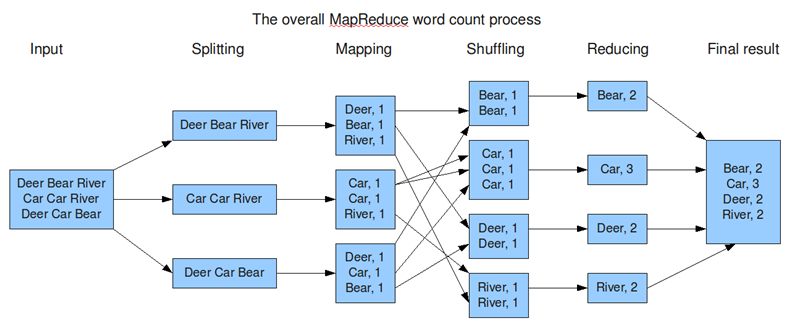 The overall MapReduce word count process
Input
Splitting
Mapping
Shuffling
Reducing
Final result
Deer Bear River
Car Car River
Deer Car Bear
Deer Bear River
Car Car River
Deer Car Bear
Deer, 1
Bear, 1
River, 1
Car, 1
Car, 1
River, 1
Deer, 1
Car, 1
Bear, 1
Bear, 1
Bear, 1
Car, 1
Car, 1
Car, 1
Deer, 1
Deer, 1
River, 1
River, 1
Bear, 2
Car, 3
Deer, 2
River, 2
Bear, 2
Car, 3
Deer, 2
River, 2